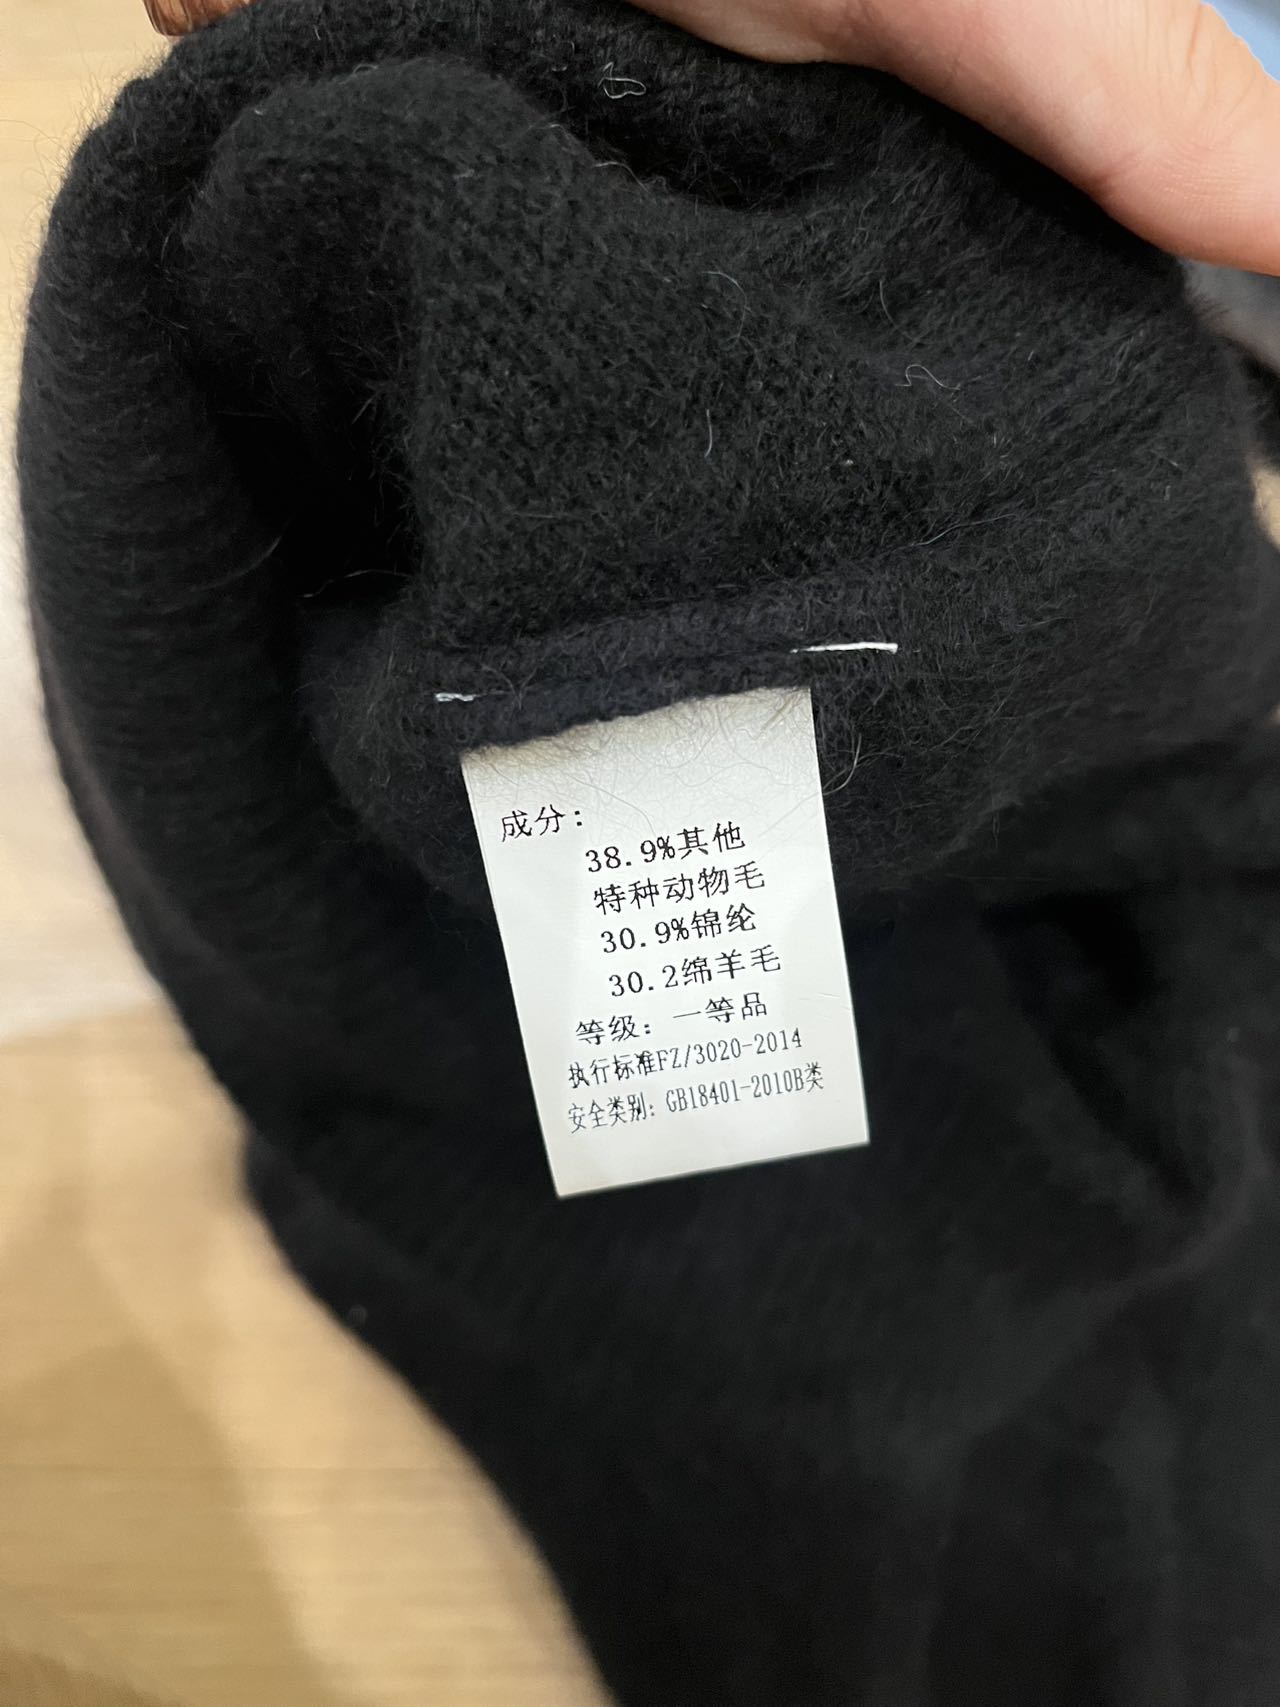 成分：
38.9%其他
特种动物毛
30.9%锦纶
30.2绵羊毛
等级：一等品
执行标准FZ/3020-2014
安全类别：GB18401-2010B类